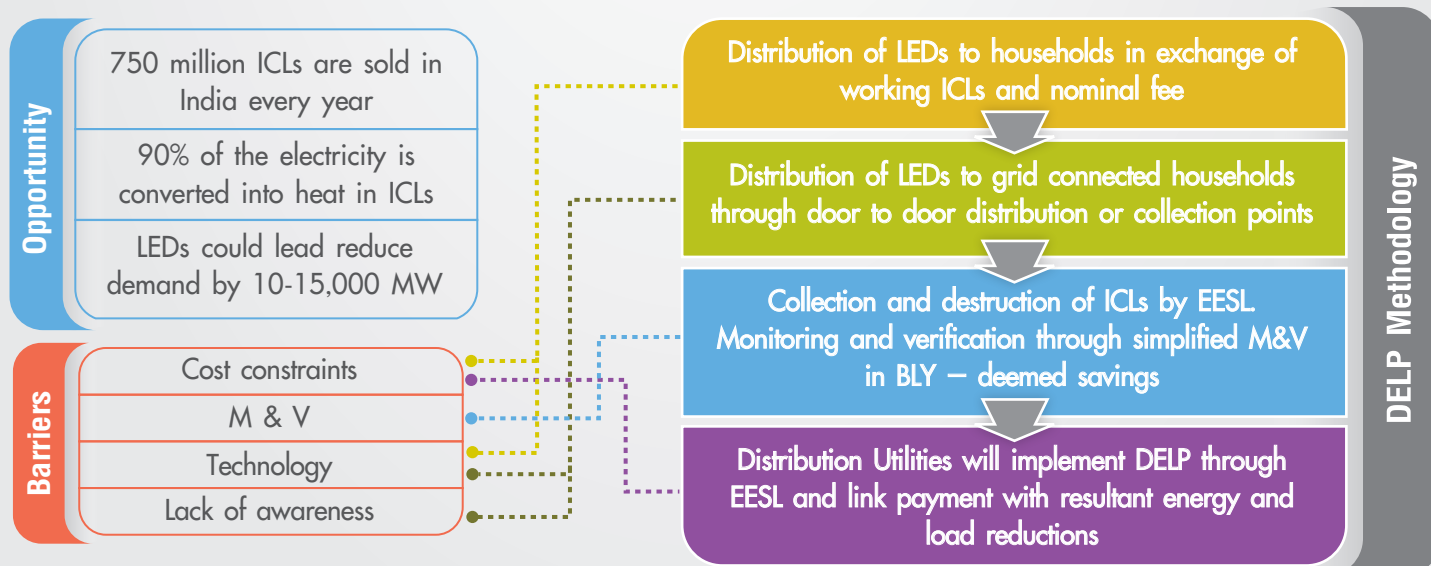 Opportunity
750 million ICLs are sold in
India every year
90% of the electricity is
converted into heat in ICLs
LEDs could lead reduce
demand by 10-15,000 MW
Barriers
Cost constraints
M & V
Technology
Lack of awareness
Distribution of LEDs to households in exchange of
working ICLs and nominal fee
Distribution of LEDs to grid connected households
through door to door distribution or collection points
Collection and destruction of ICLs by EESL.
Monitoring and verification through simplified M&V
in BLY – deemed savings
Distribution Utilities will implement DELP through
EESL and link payment with resultant energy and
load reductions
DELP Methodology